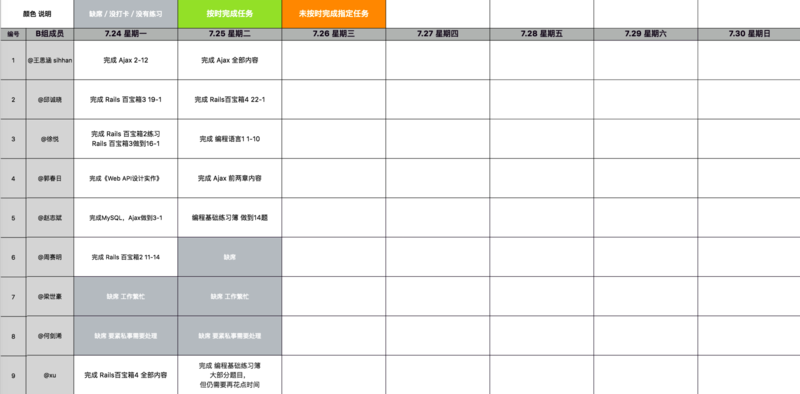 颜色 说明
缺席 / 没打卡 / 没有练习
按时完成任务
未按时完成指定任务
编号
B组成员
7.24 星期一
7.25 星期二
7.26 星期三
7.27 星期四
7.28 星期五
7.29 星期六
7.30 星期日
1
@王思涵 sihhan
完成 Ajax 2-12
完成 Ajax 全部内容
2
@邱诚晓
完成 Rails 百宝箱3 19-1
完成 Rails百宝箱4 22-1
3
@徐悦
完成 Rails 百宝箱2练习
Rails 百宝箱3做到16-1
完成 编程语言1 1-10
4
@郭春日
完成《Web API设计实作》
完成 Ajax 前两章内容
5
@赵志斌
完成MySQL，Ajax做到3-1
编程基础练习簿 做到14题
6
@周赛明
完成 Rails 百宝箱2 11-14
缺席
7
@梁世豪
缺席 工作繁忙
缺席 工作繁忙
8
@何剑涛
缺席 紧紧私事需要处理
缺席 紧紧私事需要处理
9
@xu
完成 Rails百宝箱4 全部内容
完成 编程基础练习簿
大部分题目，
但仍需要再花点时间